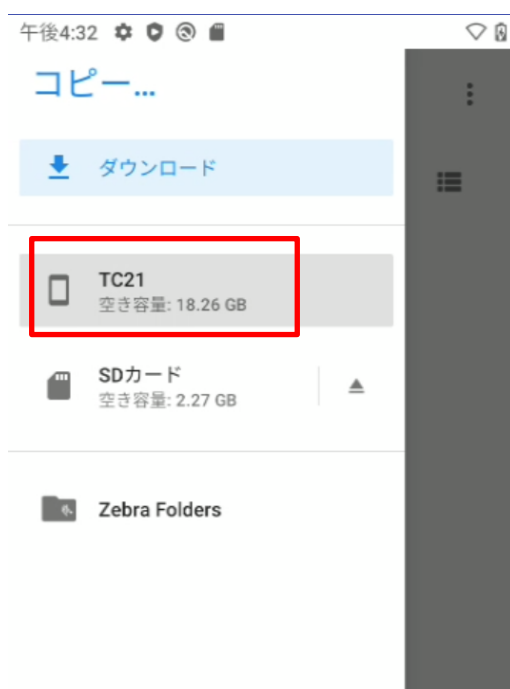 午後4:32
コピー...
ダウンロード
TC21
空き容量: 18.26 GB
SDカード
空き容量: 2.27 GB
Zebra Folders